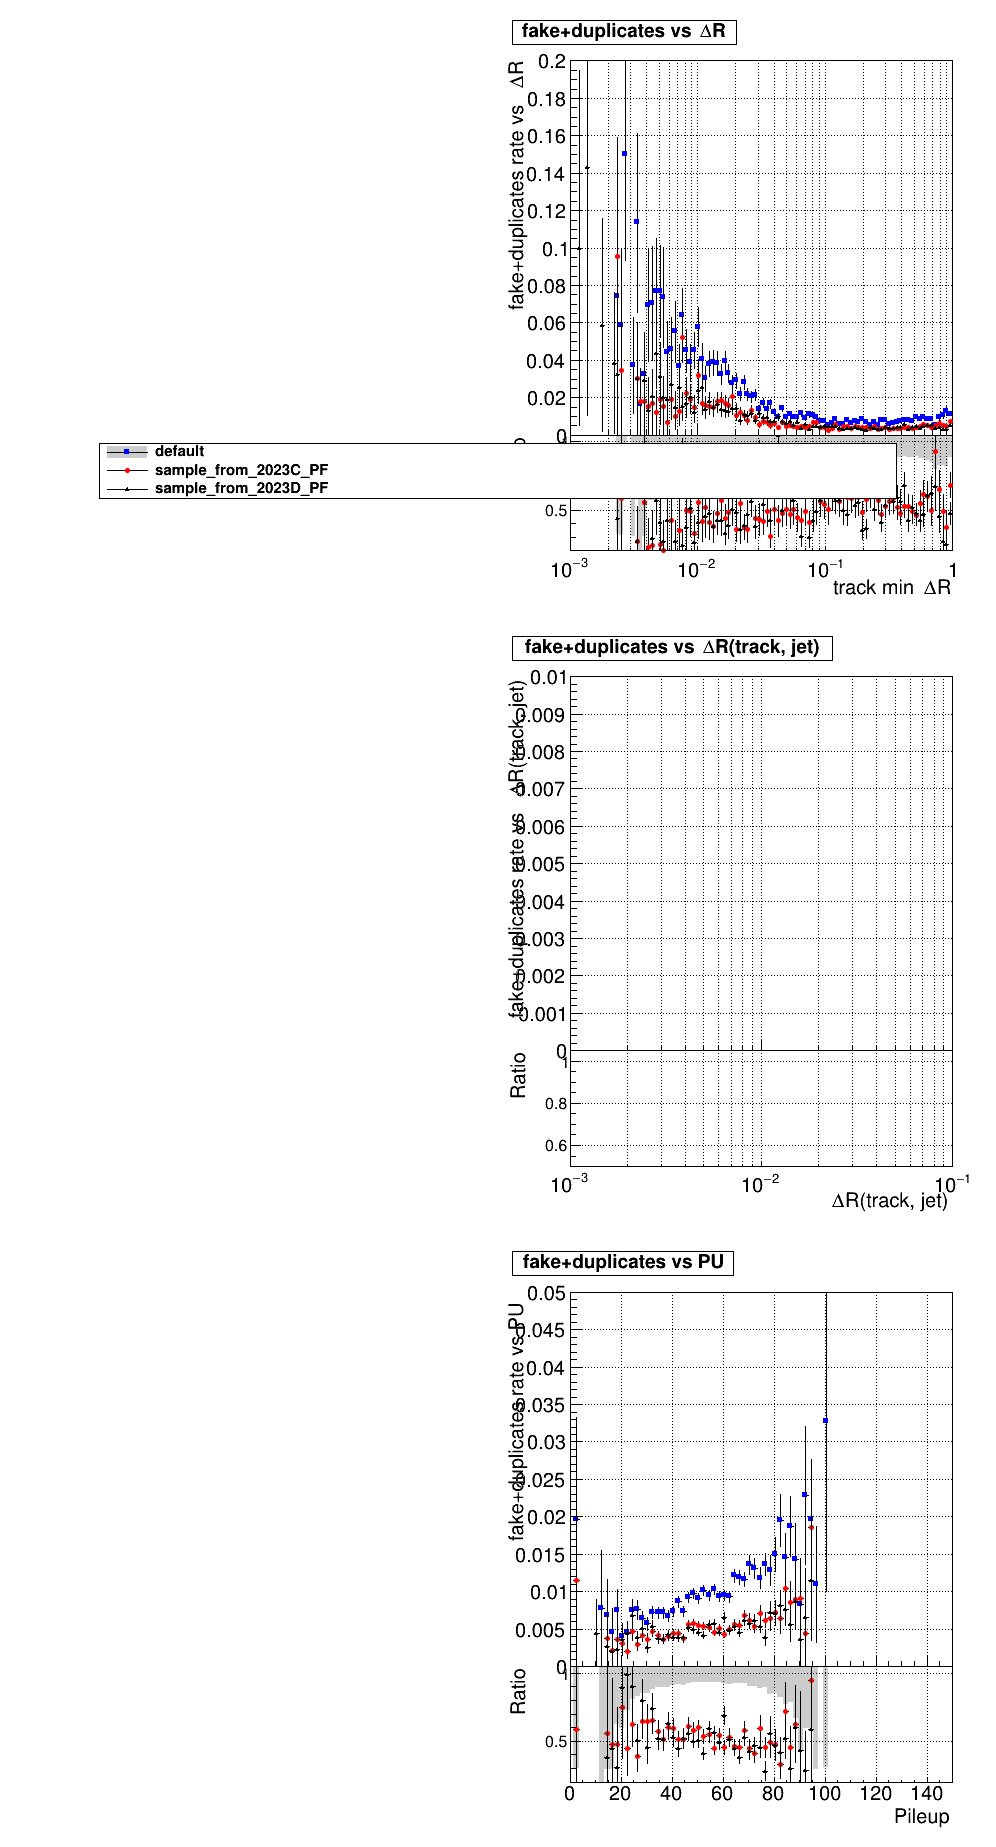 fake+duplicates vs ΔR
fake+duplicates rate vs ΔR
0.2
0.18
0.16
0.14
0.12
0.1
0.08
0.06
0.04
0.02
0
default
sample_from_2023C_PF
sample_from_2023D_PF
0.5
10⁻³ 10⁻² 10⁻¹ 1
track min ΔR
fake+duplicates vs ΔR(track, jet)
fake+duplicates rate vs ΔR(track, jet)
0.01
0.009
0.008
0.007
0.006
0.005
0.004
0.003
0.002
0.001
0
Ratio
1
0.8
0.6
10⁻³ 10⁻² 10⁻¹
ΔR(track, jet)
fake+duplicates vs PU
fake+duplicates rate vs PU
0.05
0.045
0.04
0.035
0.03
0.025
0.02
0.015
0.01
0.005
0
Ratio
1
0.5
0 20 40 60 80 100 120 140
Pileup